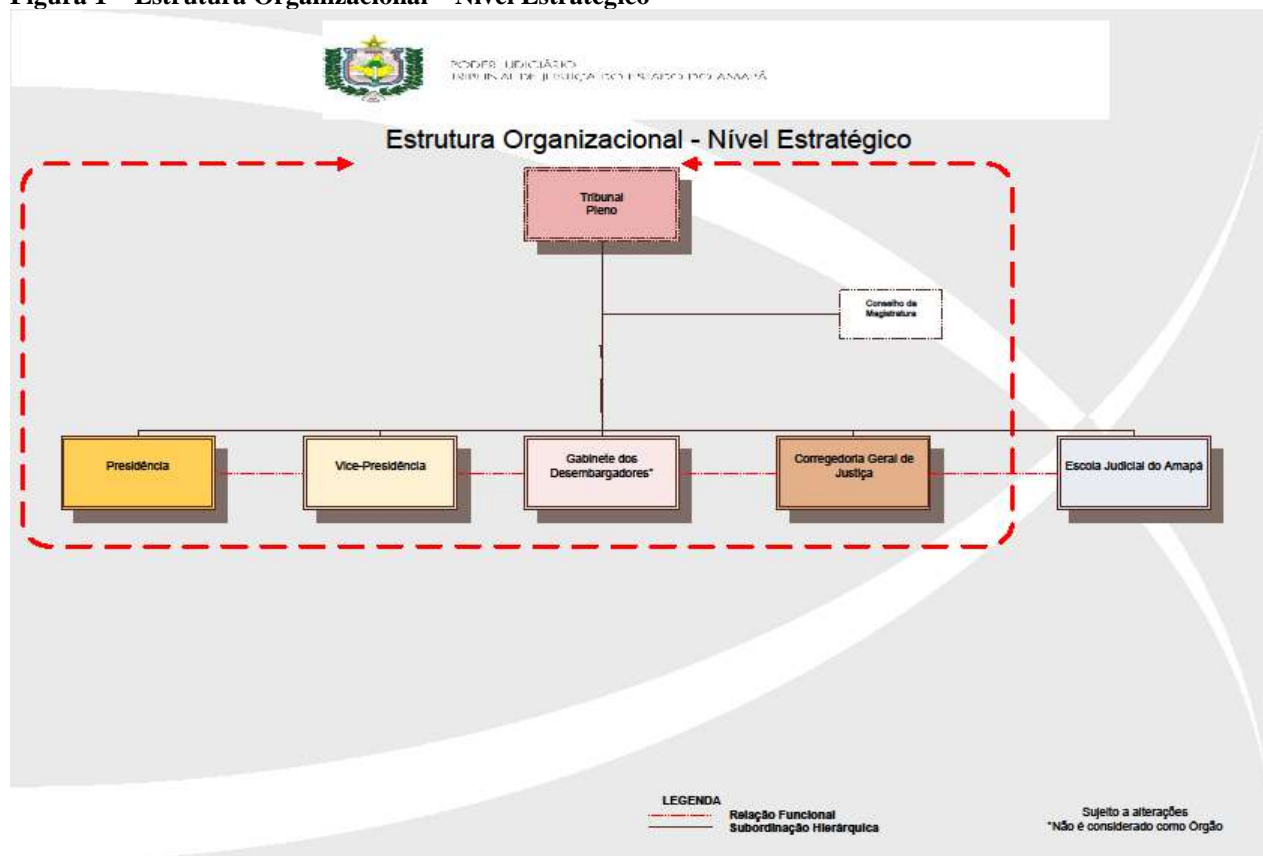 Figura 1 – Estrutura Organizacional – Nível Estratégico
PODER JUDICIÁRIO
TRIBUNAL DE JUSTIÇA DO ESTADO DO AMAPÁ
Estrutura Organizacional - Nível Estratégico
Tribunal
Pleno
Conselho da
Magistratura
Presidência
Vice-Presidência
Gabinete dos
Desembargadores*
Corregedoria Geral de
Justiça
Escola Judicial do Amapá
LEGENDA
Relação Funcional
Subordinação Hierárquica
Sujeito a alterações
*Não é considerado como Órgão